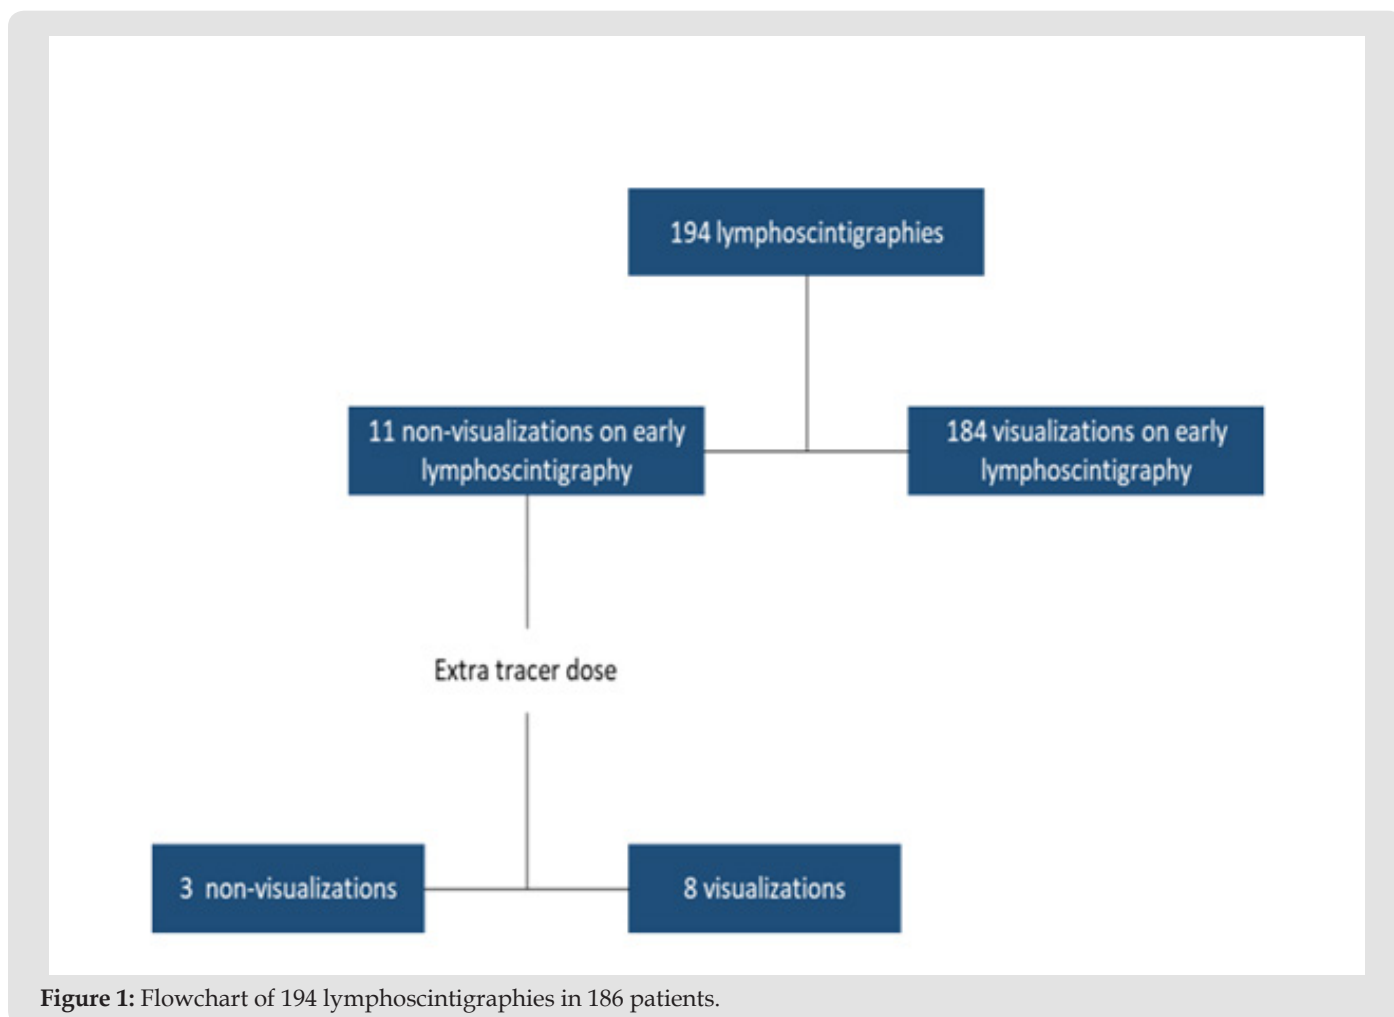 194 lymphoscintigraphies
11 non-visualizations on early
lymphoscintigraphy
184 visualizations on early
lymphoscintigraphy
Extra tracer dose
3 non-visualizations
8 visualizations
Figure 1: Flowchart of 194 lymphoscintigraphies in 186 patients.